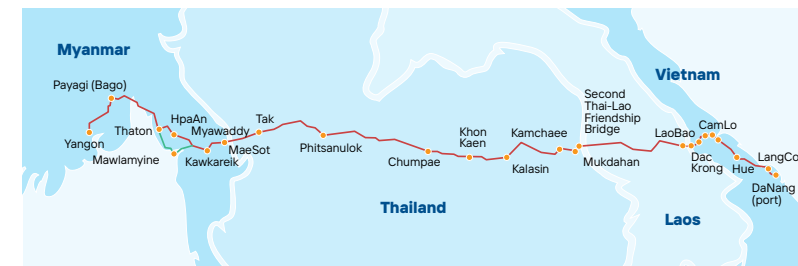 Myanmar
Vietnam
Payagi (Bago)
Second
Thai-Lao
Friendship
Bridge
HpaAn
Tak
CamLo
Thaton
Myawaddy
Khon
Kaen
Kamchaee
LaoBao
Yangon
MaeSot
Phitsanulok
Mawlamyine
Kawkareik
Chumpae
Kalasin
Mukdahan
Dac
Krong
Hue
LangCo
DaNang
(port)
Thailand
Laos